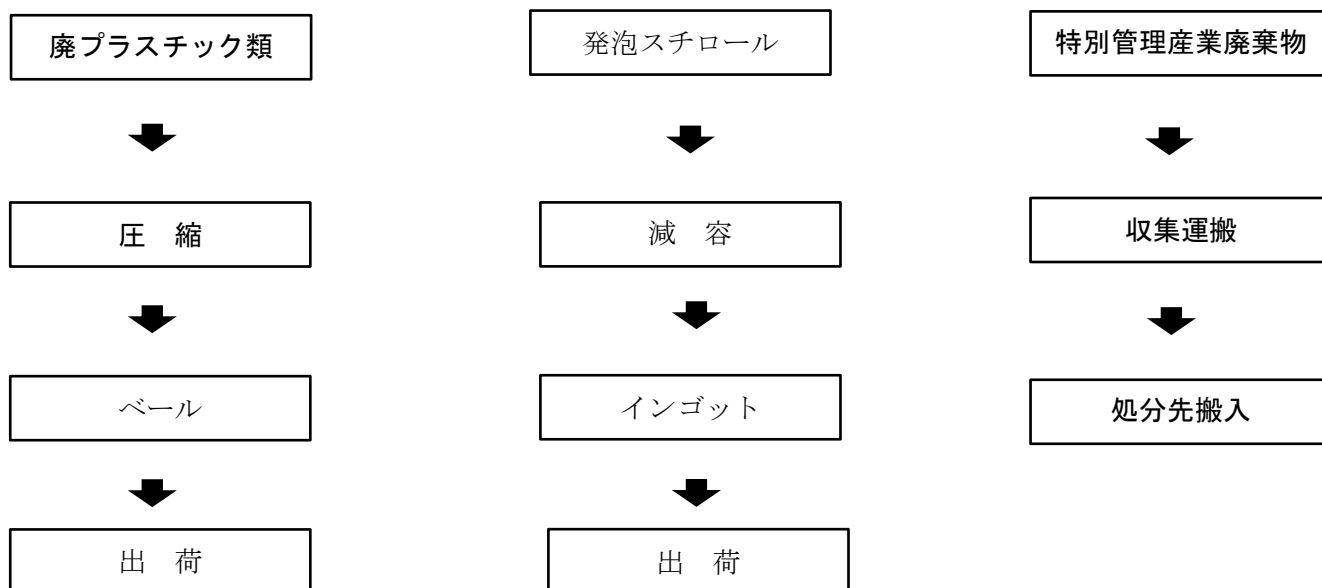 廃プラスチック類
圧　縮
ベール
出　荷
発泡スチロール
減　容
インゴット
出　荷
特別管理産業廃棄物
収集運搬
処分先搬入